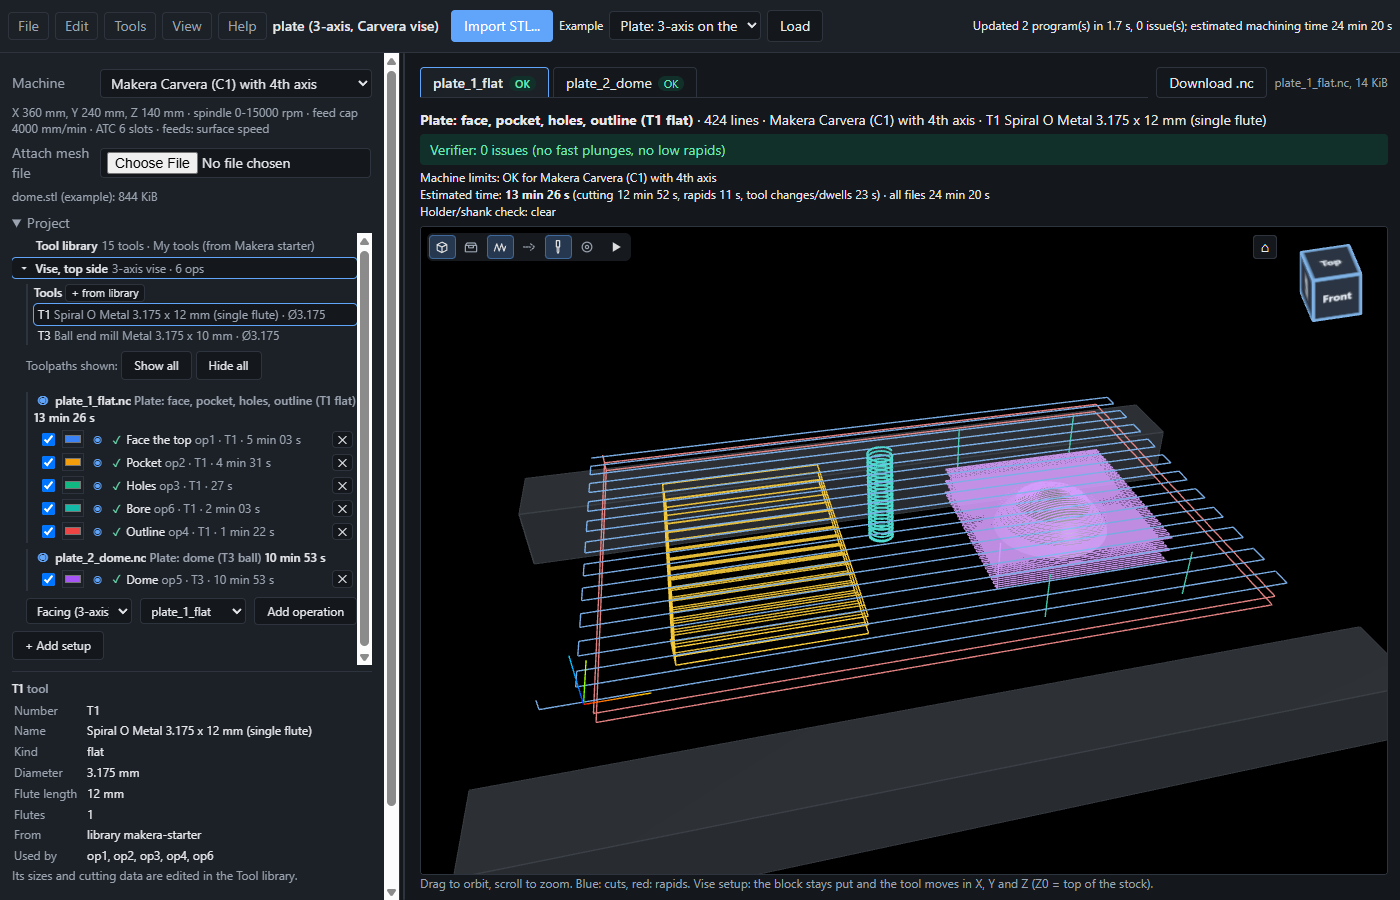 File Edit Tools View Help plate (3-axis, Carvera vise) Import STL... Example Plate: 3-axis on the Load Updated 2 program(s) in 1.7 s, 0 issue(s); estimated machining time 24 min 20 s
Machine Makera Carvera (C1) with 4th axis
X 360 mm, Y 240 mm, Z 140 mm · spindle 0-15000 rpm · feed cap
4000 mm/min · ATC 6 slots · feeds: surface speed
Attach mesh file Choose File No file chosen
dome.stl (example): 844 KiB
Project
Tool library 15 tools · My tools (from Makera starter)
Vise, top side 3-axis vise · 6 ops
Tools + from library
T1 Spiral O Metal 3.175 x 12 mm (single flute) · Ø3.175
T3 Ball end mill Metal 3.175 x 10 mm · Ø3.175
Toolpaths shown: Show all Hide all
plate_1_flat.nc Plate: face, pocket, holes, outline (T1 flat)
13 min 26 s
Face the top op1 · T1 · 5 min 03 s
Pocket op2 · T1 · 4 min 31 s
Holes op3 · T1 · 27 s
Bore op6 · T1 · 2 min 03 s
Outline op4 · T1 · 1 min 22 s
plate_2_dome.nc Plate: dome (T3 ball) 10 min 53 s
Dome op5 · T3 · 10 min 53 s
Facing (3-axis plate_1_flat Add operation
+ Add setup
T1 tool
Number T1
Name Spiral O Metal 3.175 x 12 mm (single flute)
Kind flat
Diameter 3.175 mm
Flute length 12 mm
Flutes 1
From library makera-starter
Used by op1, op2, op3, op4, op6
Its sizes and cutting data are edited in the Tool library.
plate_1_flat OK plate_2_dome OK Download .nc plate_1_flat.nc, 14 KiB
Plate: face, pocket, holes, outline (T1 flat) · 424 lines · Makera Carvera (C1) with 4th axis · T1 Spiral O Metal 3.175 x 12 mm (single flute)
Verifier: 0 issues (no fast plunges, no low rapids)
Machine limits: OK for Makera Carvera (C1) with 4th axis
Estimated time: 13 min 26 s (cutting 12 min 52 s, rapids 11 s, tool changes/dwells 23 s) · all files 24 min 20 s
Holder/shank check: clear
Top
Front
Drag to orbit, scroll to zoom. Blue: cuts, red: rapids. Vise setup: the block stays put and the tool moves in X, Y and Z (Z0 = top of the stock).